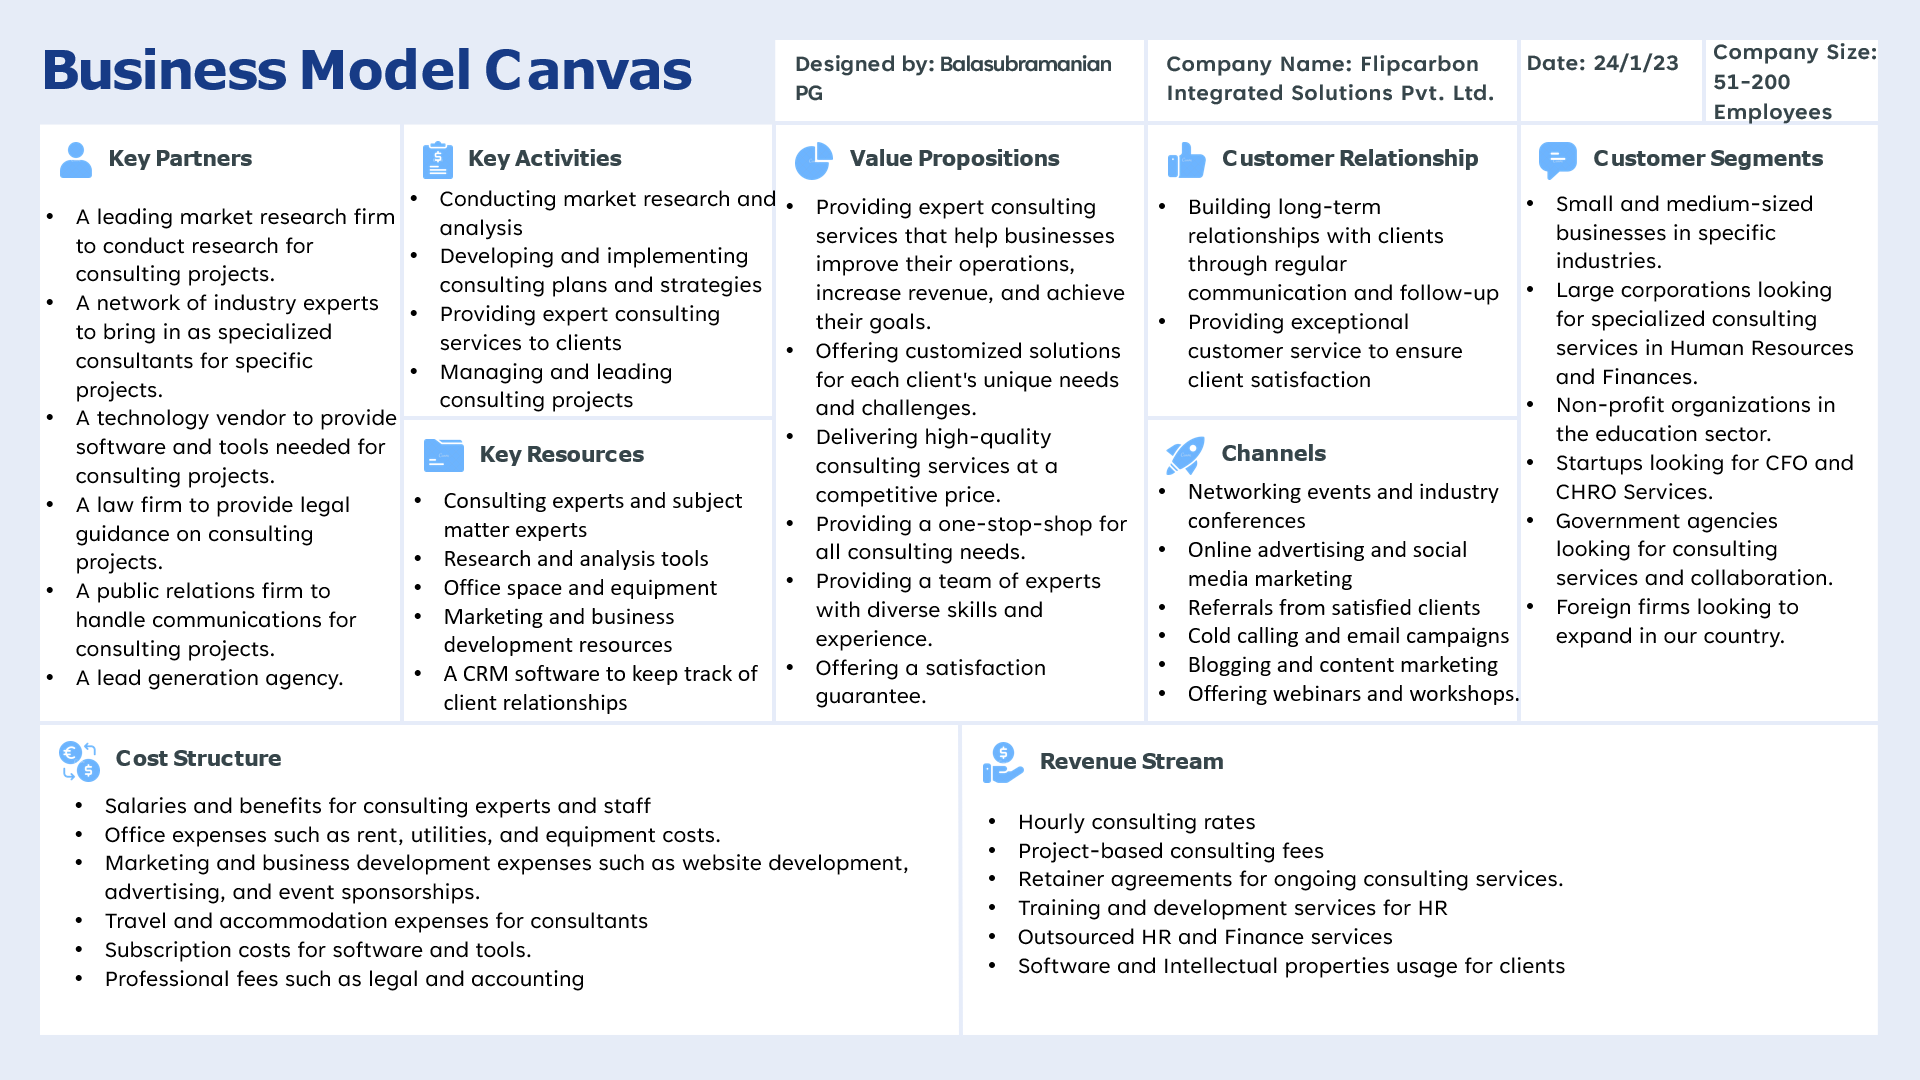 Business Model Canvas
Designed by: Balasubramanian
PG
Company Name: Flipcarbon
Integrated Solutions Pvt. Ltd.
Date: 24/1/23
Company Size:
51-200
Employees
Key Partners
• A leading market research firm
to conduct research for
consulting projects.
• A network of industry experts
to bring in as specialized
consultants for specific
projects.
• A technology vendor to provide
software and tools needed for
consulting projects.
• A law firm to provide legal
guidance on consulting
projects.
• A public relations firm to
handle communications for
consulting projects.
• A lead generation agency.
Key Activities
• Conducting market research and
analysis
• Developing and implementing
consulting plans and strategies
• Providing expert consulting
services to clients
• Managing and leading
consulting projects
Key Resources
• Consulting experts and subject
matter experts
• Research and analysis tools
• Office space and equipment
• Marketing and business
development resources
• A CRM software to keep track of
client relationships
Value Propositions
• Providing expert consulting
services that help businesses
improve their operations,
increase revenue, and achieve
their goals.
• Offering customized solutions
for each client's unique needs
and challenges.
• Delivering high-quality
consulting services at a
competitive price.
• Providing a one-stop-shop for
all consulting needs.
• Providing a team of experts
with diverse skills and
experience.
• Offering a satisfaction
guarantee.
Customer Relationship
• Building long-term
relationships with clients
through regular
communication and follow-up
• Providing exceptional
customer service to ensure
client satisfaction
Channels
• Networking events and industry
conferences
• Online advertising and social
media marketing
• Referrals from satisfied clients
• Cold calling and email campaigns
• Blogging and content marketing
• Offering webinars and workshops.
Customer Segments
• Small and medium-sized
businesses in specific
industries.
• Large corporations looking
for specialized consulting
services in Human Resources
and Finances.
• Non-profit organizations in
the education sector.
• Startups looking for CFO and
CHRO Services.
• Government agencies
looking for consulting
services and collaboration.
• Foreign firms looking to
expand in our country.
Cost Structure
• Salaries and benefits for consulting experts and staff
• Office expenses such as rent, utilities, and equipment costs.
• Marketing and business development expenses such as website development,
advertising, and event sponsorships.
• Travel and accommodation expenses for consultants
• Subscription costs for software and tools.
• Professional fees such as legal and accounting
Revenue Stream
• Hourly consulting rates
• Project-based consulting fees
• Retainer agreements for ongoing consulting services.
• Training and development services for HR
• Outsourced HR and Finance services
• Software and Intellectual properties usage for clients